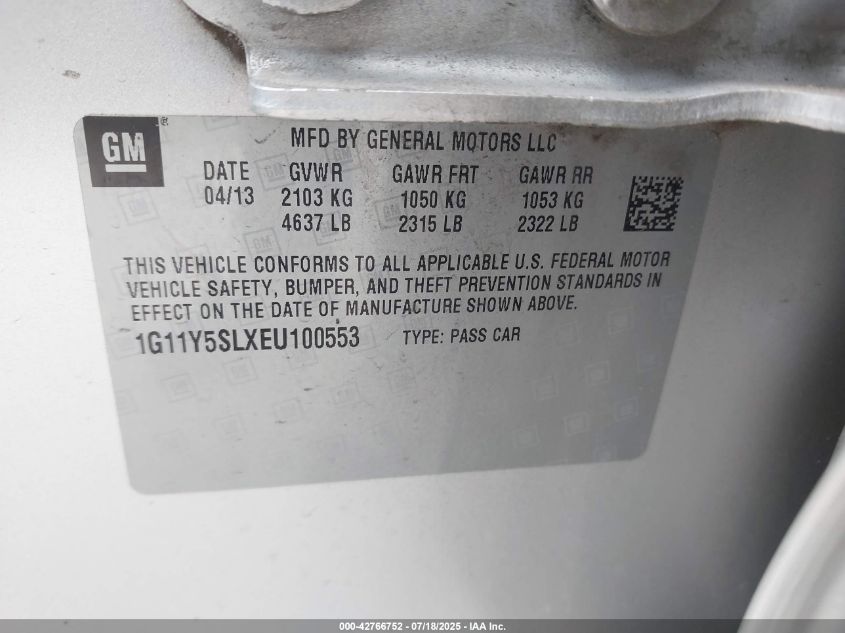 GM
MFD BY GENERAL MOTORS LLC
DATE GVWR GAWR FRT GAWR RR
04/13 2103 KG 1050 KG 1053 KG
4637 LB 2315 LB 2322 LB
THIS VEHICLE CONFORMS TO ALL APPLICABLE U.S. FEDERAL MOTOR
VEHICLE SAFETY, BUMPER, AND THEFT PREVENTION STANDARDS IN
EFFECT ON THE DATE OF MANUFACTURE SHOWN ABOVE.
1G11Y5SLXEU100553 TYPE: PASS CAR
000-42766752 - 07/18/2025 - IAA Inc.